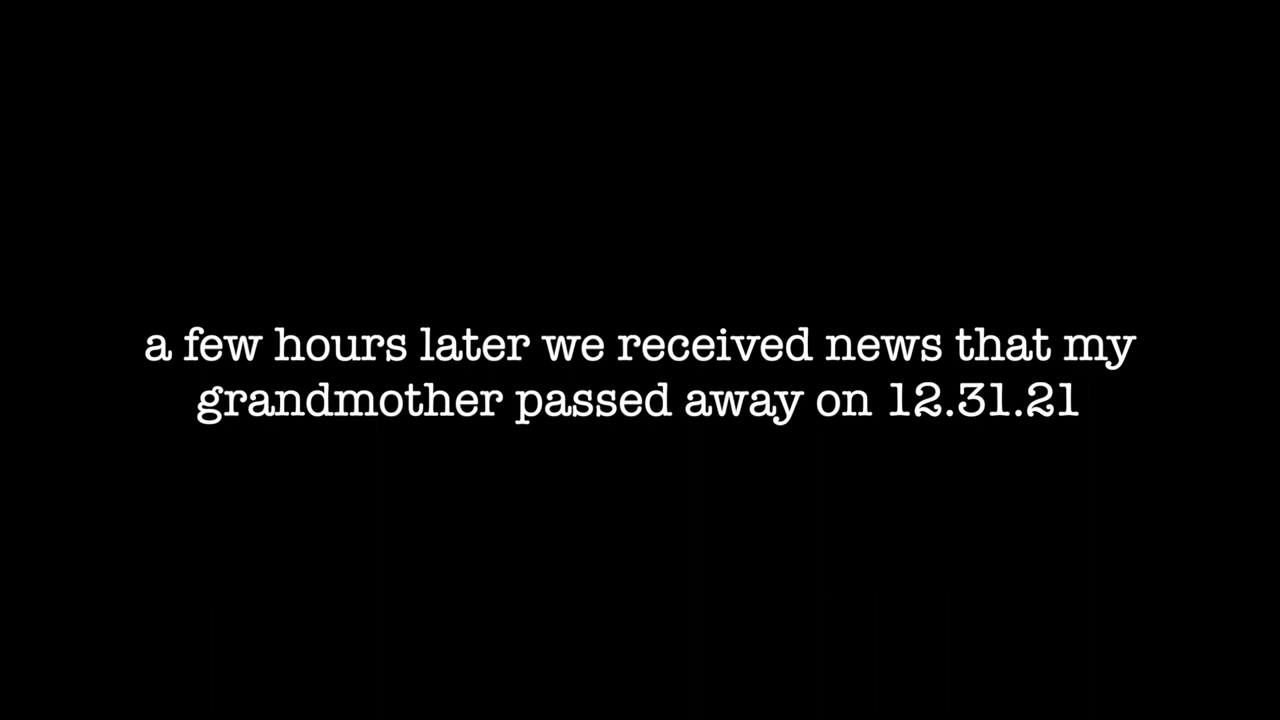 a few hours later we received news that my
grandmother passed away on 12.31.21